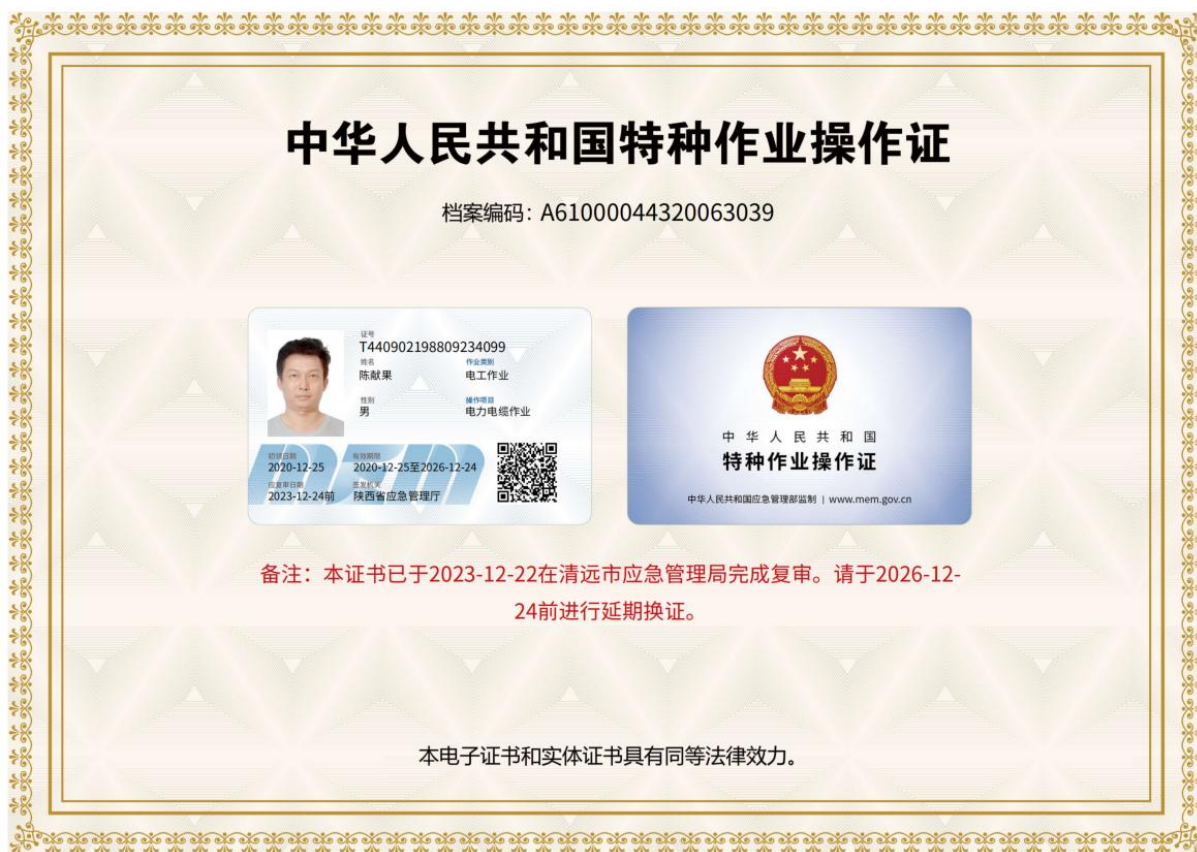 中华人民共和国特种作业操作证
档案编码：A61000044320063039
证号
T440902198809234099
姓名
作业类别
陈献果
电工作业
性别
操作项目
男
电力电缆作业
初领日期
有效期限
2020-12-25
2020-12-25至2026-12-24
应复审日期
签发机关
2023-12-24前
陕西省应急管理厅
中华人民共和国
特种作业操作证
中华人民共和国应急管理部监制 | www.mem.gov.cn
备注：本证书已于2023-12-22在清远市应急管理局完成复审。请于2026-12-
24前进行延期换证。
本电子证书和实体证书具有同等法律效力。